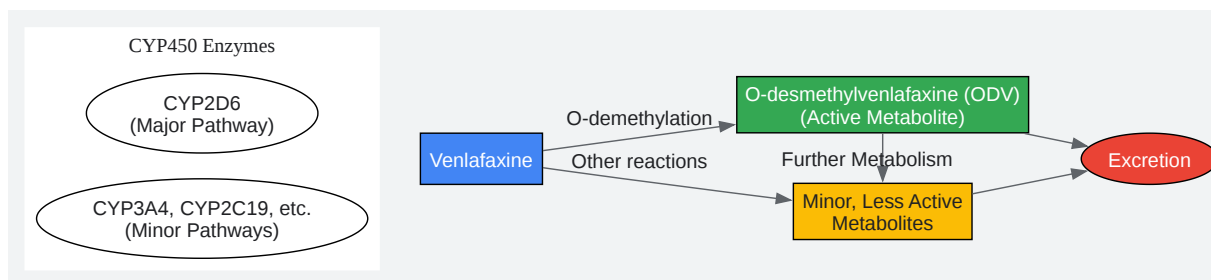 CYP450 Enzymes
CYP2D6
(Major Pathway)
CYP3A4, CYP2C19, etc.
(Minor Pathways)
Venlafaxine
O-demethylation
Other reactions
O-desmethylvenlafaxine (ODV)
(Active Metabolite)
Further Metabolism
Minor, Less Active
Metabolites
Excretion